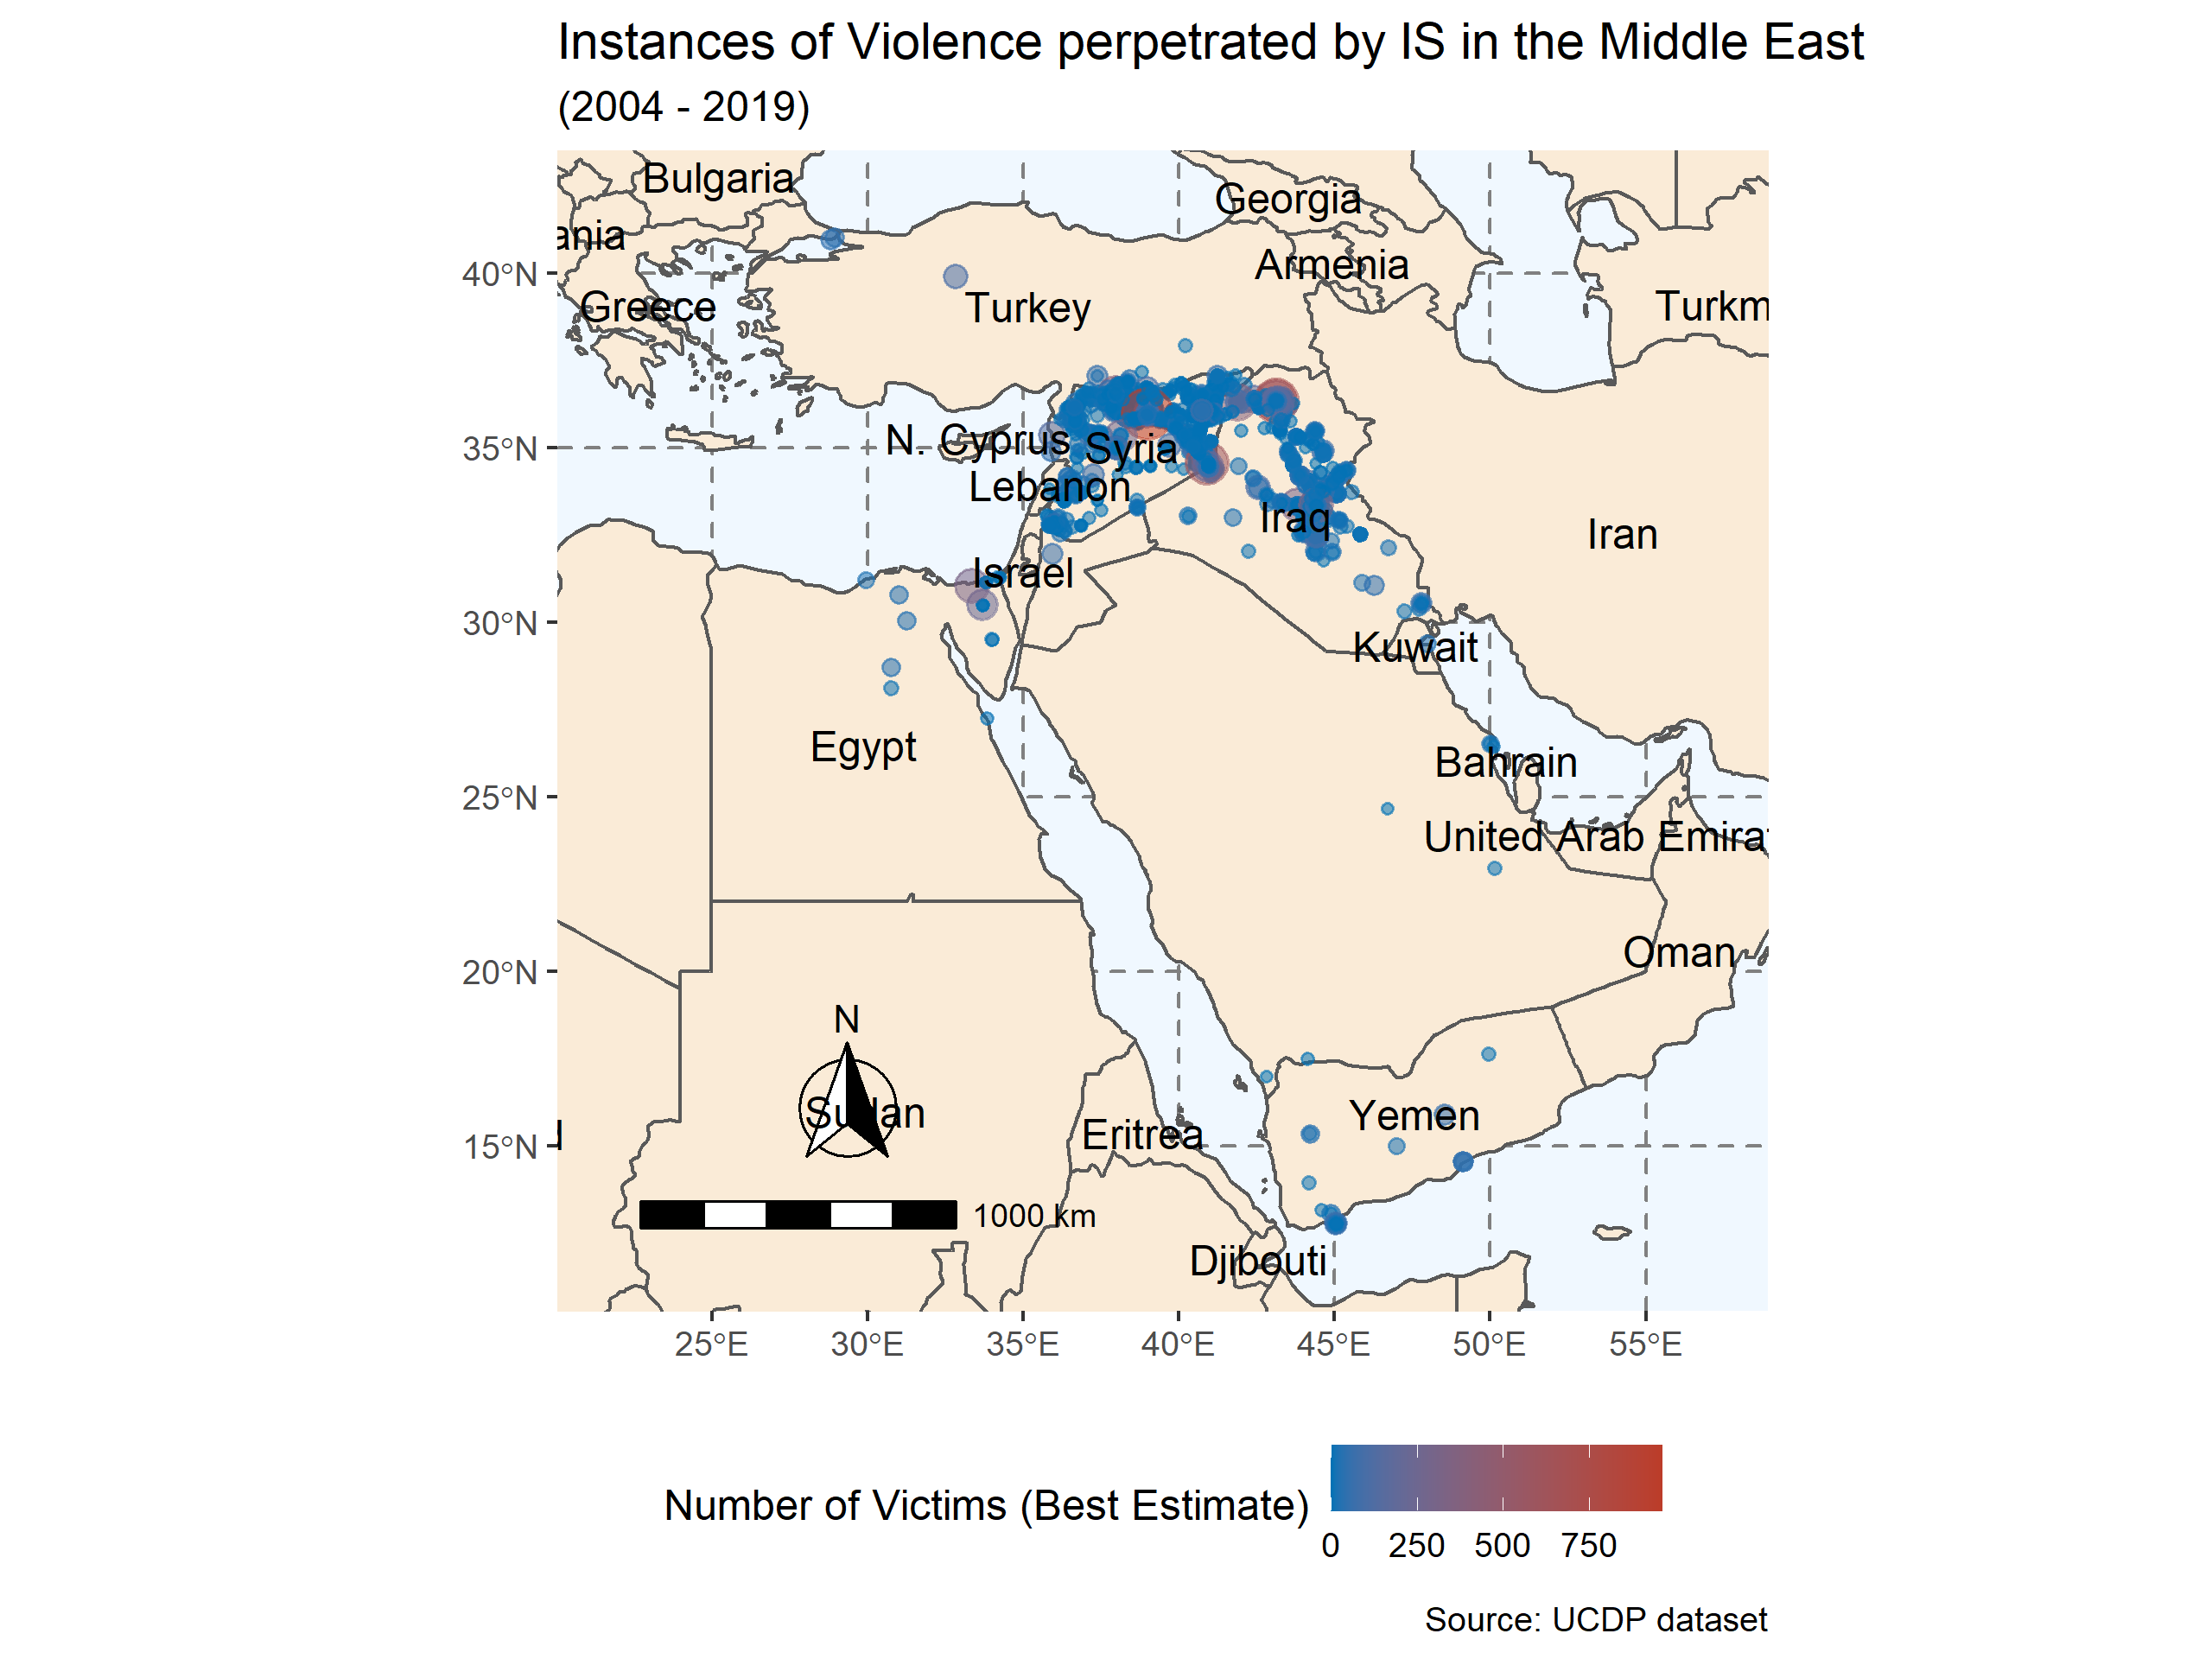 Instances of Violence perpetrated by IS in the Middle East
(2004 - 2019)
Bulgaria
Georgia
ania
Armenia
40°N
Greece
Turkey
Turkm
N. Cyprus
Syria
35°N
Lebanon
Iraq
Iran
Israel
30°N
Kuwait
Egypt
Bahrain
25°N
United Arab Emirat
Oman
20°N
N
Sudan
Yemen
Eritrea
15°N
1000 km
Djibouti
25°E 30°E 35°E 40°E 45°E 50°E 55°E
Number of Victims (Best Estimate)
0 250 500 750
Source: UCDP dataset